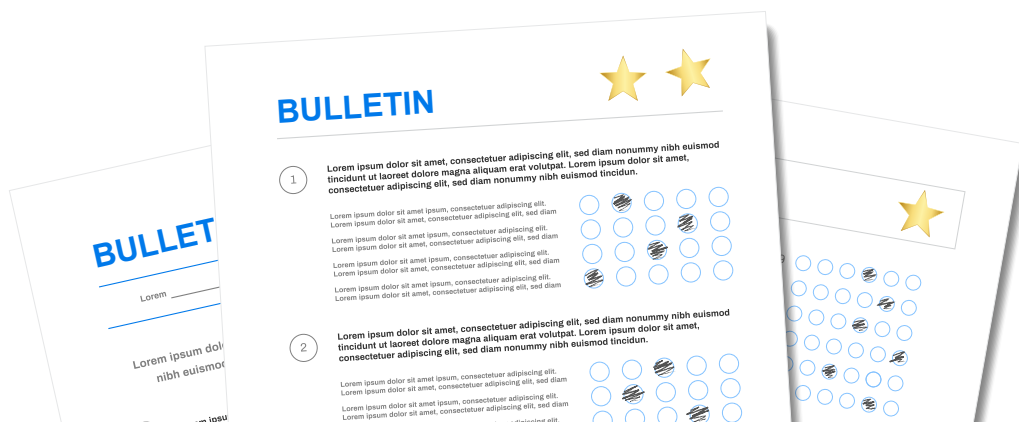 BULLETIN
1
Lorem ipsum dolor sit amet, consectetuer adipiscing elit, sed diam nonummy nibh euismod
tincidunt ut laoreet dolore magna aliquam erat volutpat. Lorem ipsum dolor sit amet,
consectetuer adipiscing elit, sed diam nonummy nibh euismod tincidun.
Lorem ipsum dolor sit amet ipsum, consectetuer adipiscing elit.
Lorem ipsum dolor sit amet, consectetuer adipiscing elit, sed diam
Lorem ipsum dolor sit amet ipsum, consectetuer adipiscing elit.
Lorem ipsum dolor sit amet, consectetuer adipiscing elit, sed diam
Lorem ipsum dolor sit amet ipsum, consectetuer adipiscing elit.
Lorem ipsum dolor sit amet, consectetuer adipiscing elit, sed diam
Lorem ipsum dolor sit amet ipsum, consectetuer adipiscing elit.
Lorem ipsum dolor sit amet, consectetuer adipiscing elit, sed diam
2
Lorem ipsum dolor sit amet, consectetuer adipiscing elit, sed diam nonummy nibh euismod
tincidunt ut laoreet dolore magna aliquam erat volutpat. Lorem ipsum dolor sit amet,
consectetuer adipiscing elit, sed diam nonummy nibh euismod tincidun.
Lorem ipsum dolor sit amet ipsum, consectetuer adipiscing elit.
Lorem ipsum dolor sit amet, consectetuer adipiscing elit, sed diam
Lorem ipsum dolor sit amet ipsum, consectetuer adipiscing elit.
Lorem ipsum dolor sit amet, consectetuer adipiscing elit, sed diam
BULLET
Lorem
Lorem ipsum dol
nibh euismo